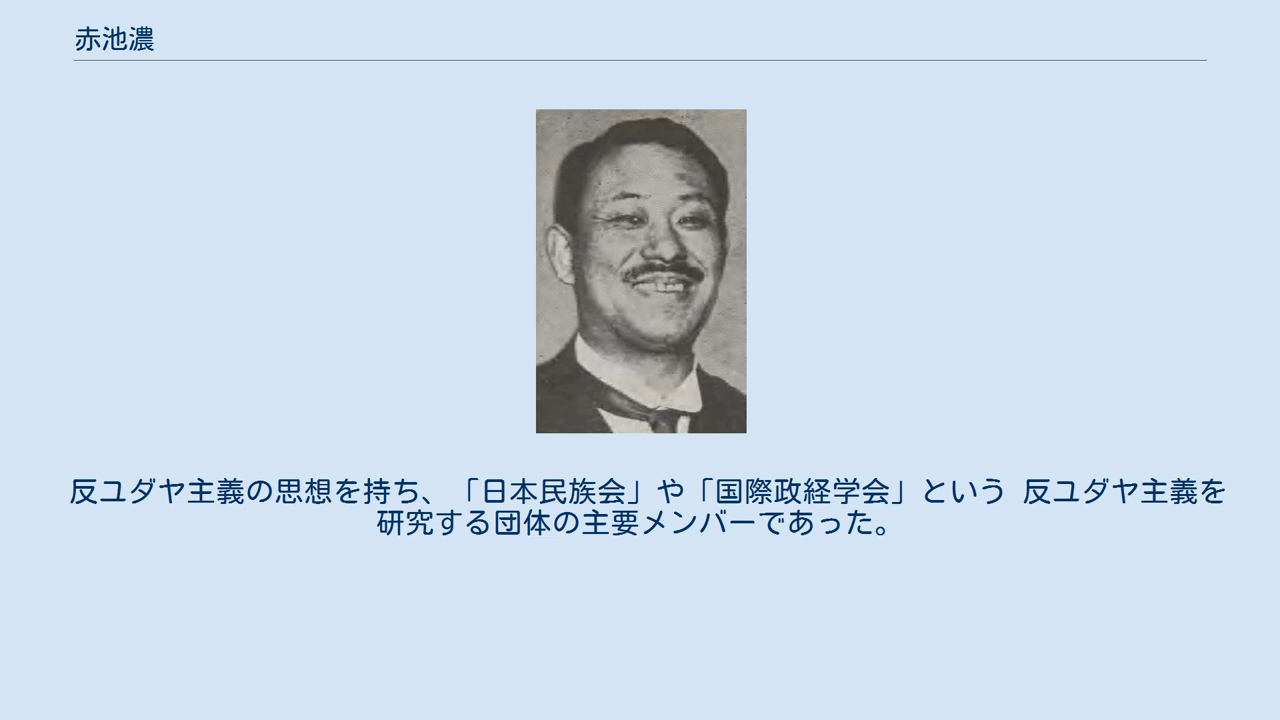 赤池濃
反ユダヤ主義の思想を持ち、「日本民族会」や「国際政経学会」という 反ユダヤ主義を
研究する団体の主要メンバーであった。